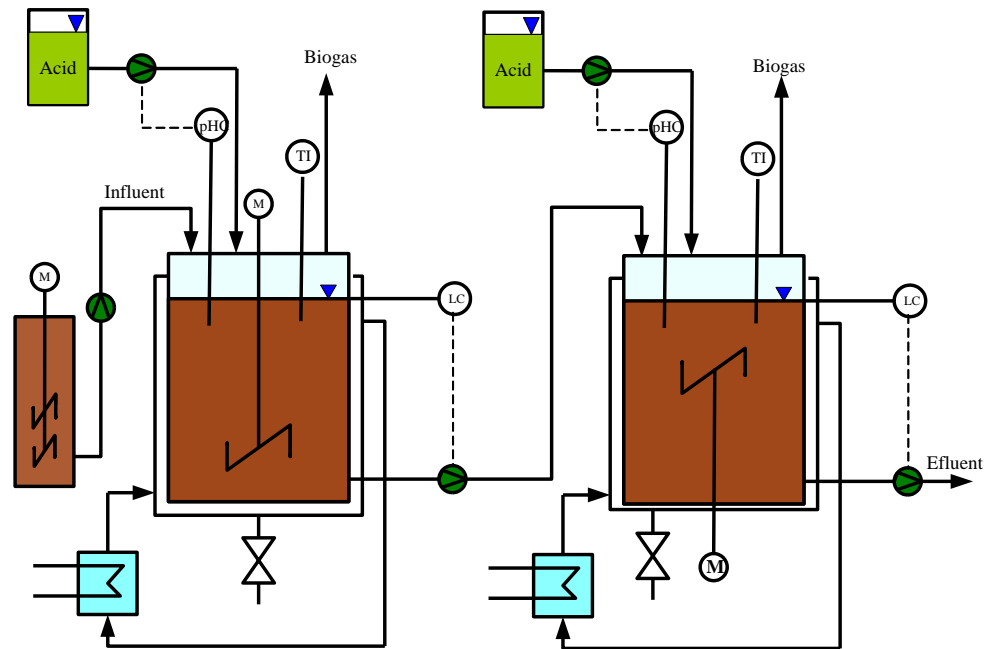 Acid
Biogas
pHC
TI
M
Influent
M
LC
Acid
Biogas
pHC
TI
LC
Efluent
M